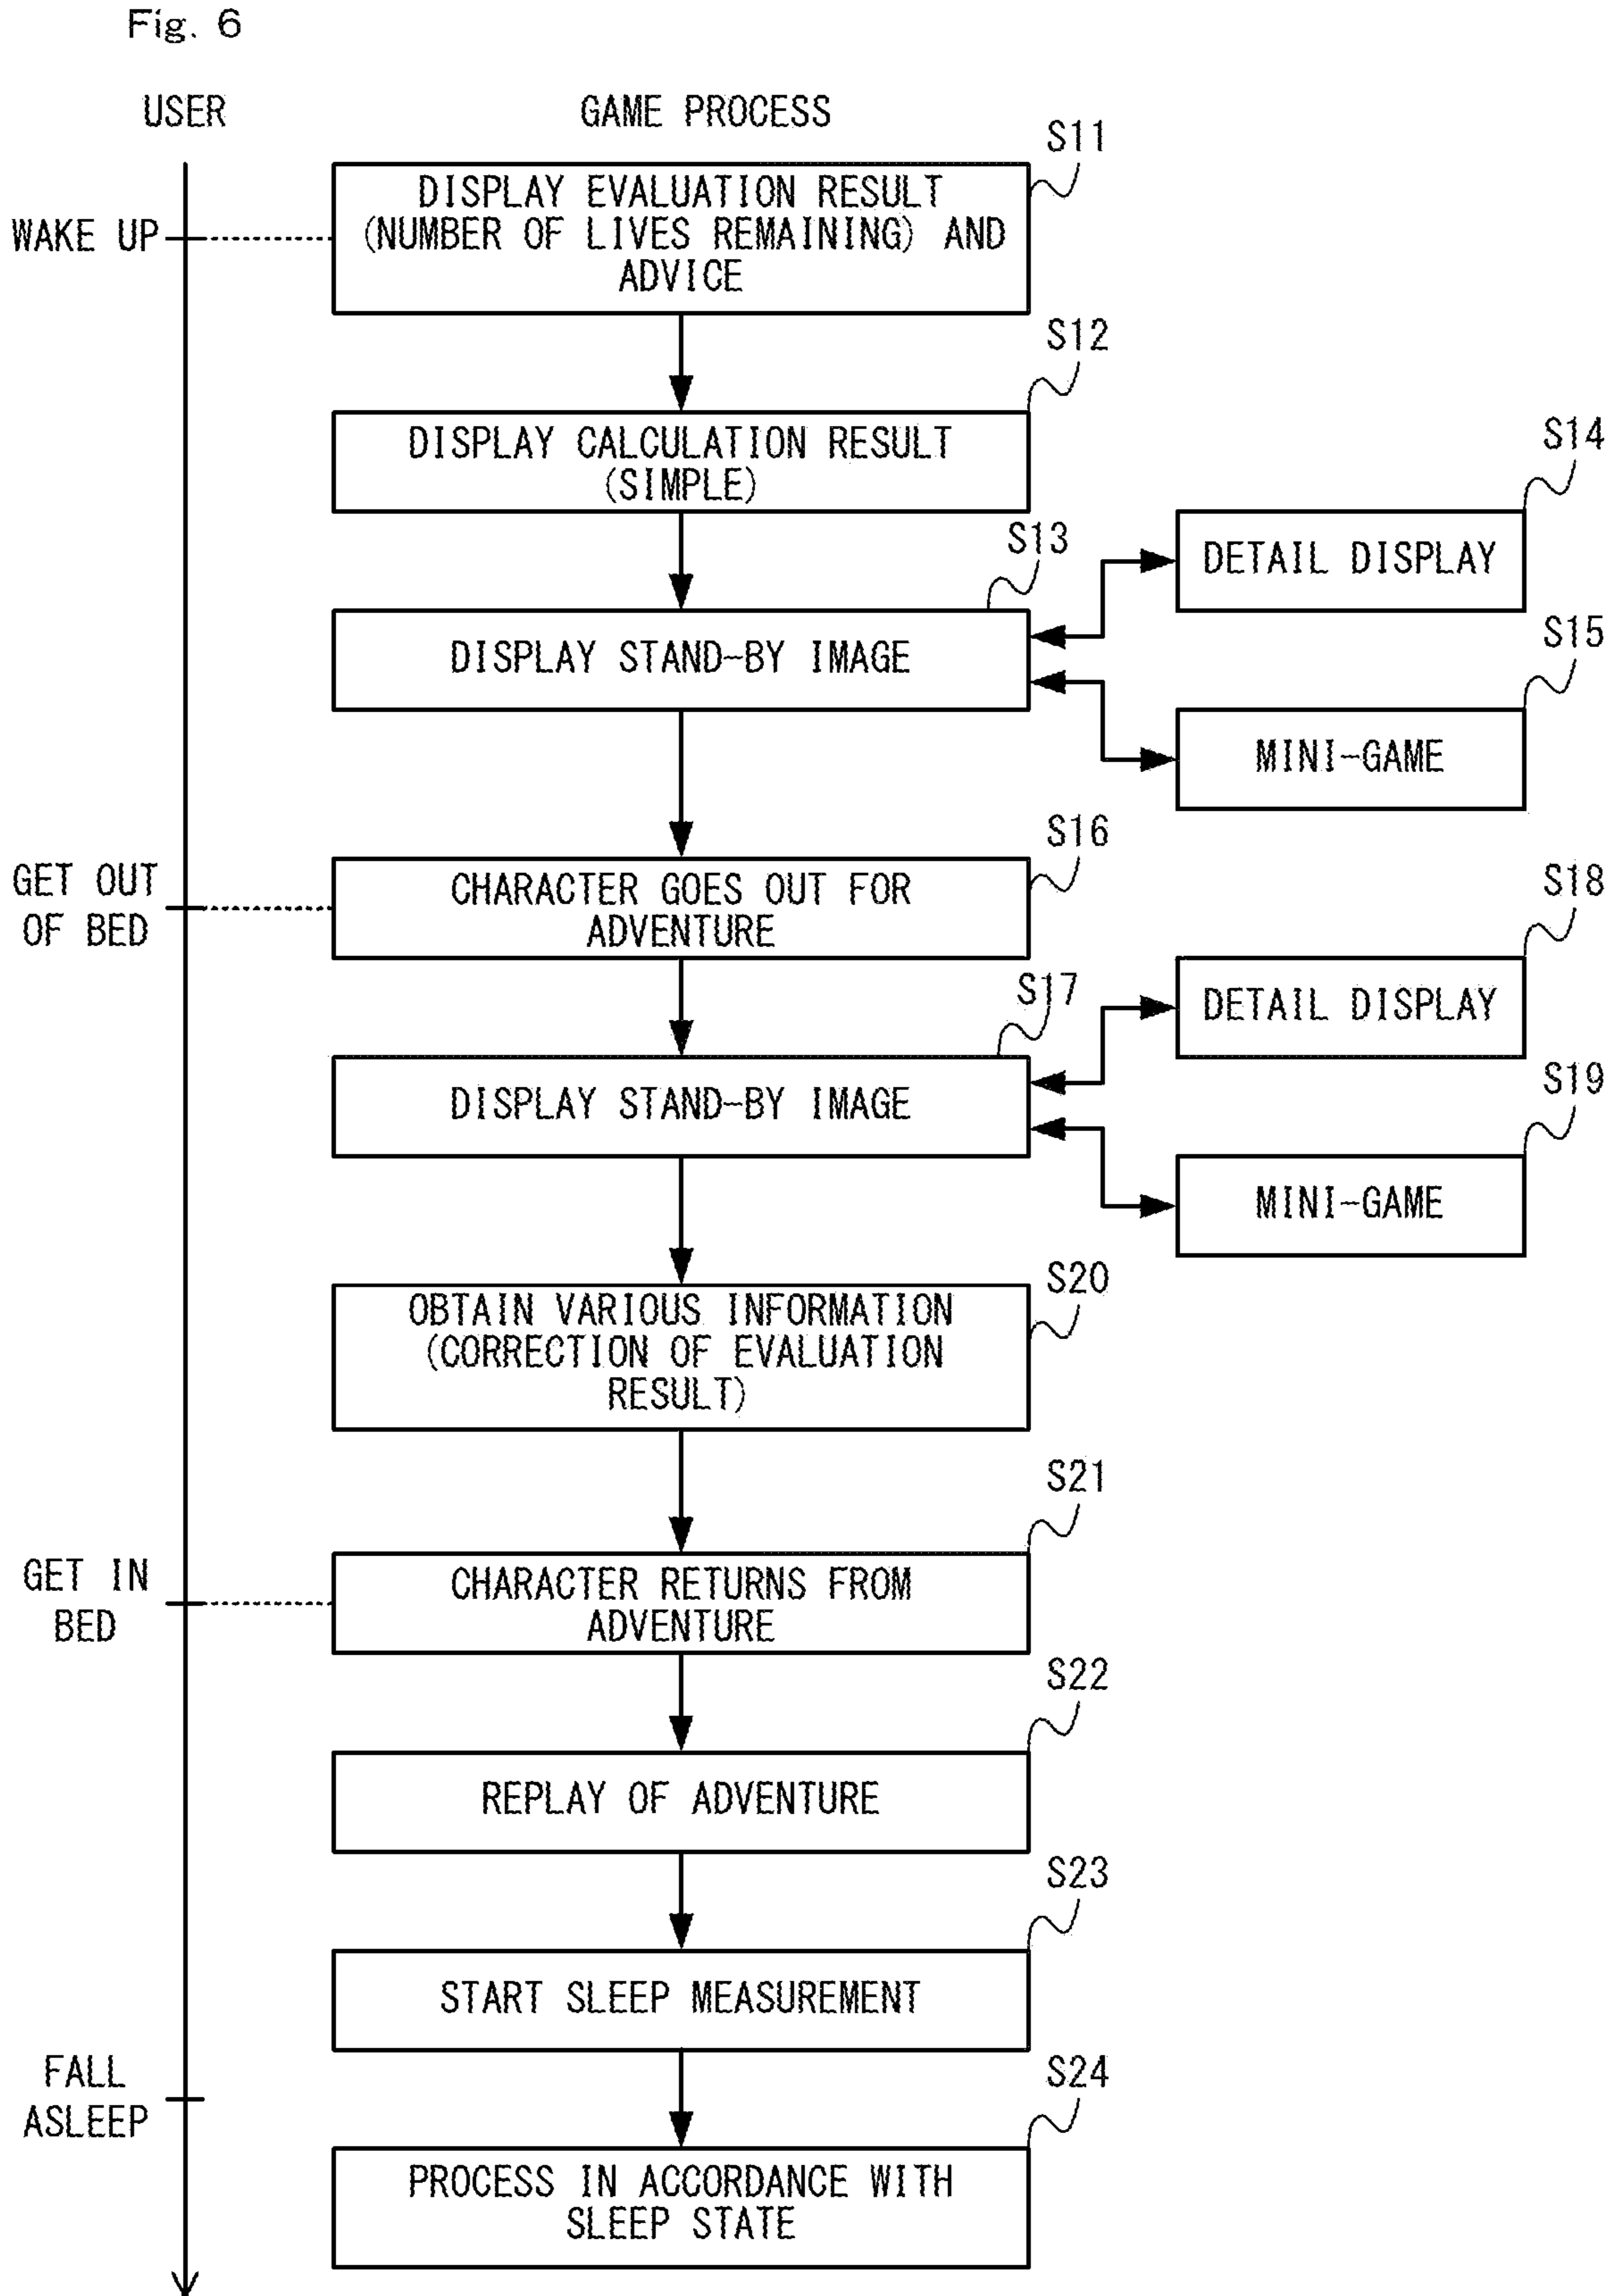 Fig. 6
USER
GAME PROCESS
S11
DISPLAY EVALUATION RESULT
(NUMBER OF LIVES REMAINING) AND
ADVICE
WAKE UP
S12
DISPLAY CALCULATION RESULT
(SIMPLE)
S13
DISPLAY STAND-BY IMAGE
S14
DETAIL DISPLAY
S15
MINI-GAME
S16
CHARACTER GOES OUT FOR
ADVENTURE
GET OUT
OF BED
S17
DISPLAY STAND-BY IMAGE
S18
DETAIL DISPLAY
S19
MINI-GAME
S20
OBTAIN VARIOUS INFORMATION
(CORRECTION OF EVALUATION
RESULT)
S21
CHARACTER RETURNS FROM
ADVENTURE
GET IN
BED
S22
REPLAY OF ADVENTURE
S23
START SLEEP MEASUREMENT
FALL
ASLEEP
S24
PROCESS IN ACCORDANCE WITH
SLEEP STATE